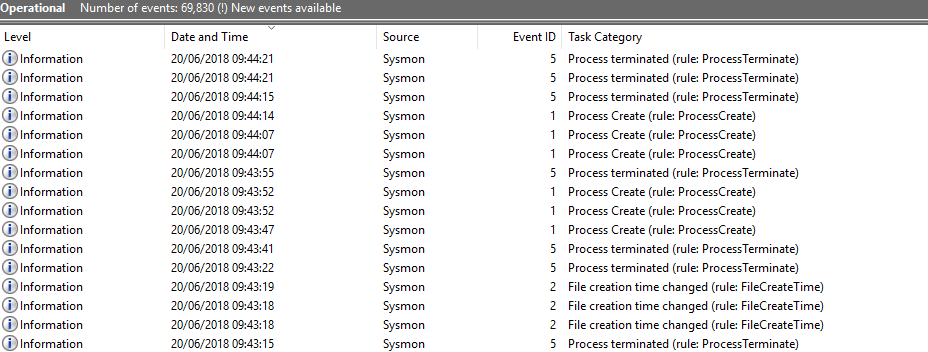 Operational Number of events: 69,830 (!) New events available
Level Date and Time Source Event ID Task Category
Information 20/06/2018 09:44:21 Sysmon 5 Process terminated (rule: ProcessTerminate)
Information 20/06/2018 09:44:21 Sysmon 5 Process terminated (rule: ProcessTerminate)
Information 20/06/2018 09:44:15 Sysmon 5 Process terminated (rule: ProcessTerminate)
Information 20/06/2018 09:44:14 Sysmon 1 Process Create (rule: ProcessCreate)
Information 20/06/2018 09:44:07 Sysmon 1 Process Create (rule: ProcessCreate)
Information 20/06/2018 09:44:07 Sysmon 1 Process Create (rule: ProcessCreate)
Information 20/06/2018 09:43:55 Sysmon 5 Process terminated (rule: ProcessTerminate)
Information 20/06/2018 09:43:52 Sysmon 1 Process Create (rule: ProcessCreate)
Information 20/06/2018 09:43:52 Sysmon 1 Process Create (rule: ProcessCreate)
Information 20/06/2018 09:43:47 Sysmon 1 Process Create (rule: ProcessCreate)
Information 20/06/2018 09:43:41 Sysmon 5 Process terminated (rule: ProcessTerminate)
Information 20/06/2018 09:43:22 Sysmon 5 Process terminated (rule: ProcessTerminate)
Information 20/06/2018 09:43:19 Sysmon 2 File creation time changed (rule: FileCreateTime)
Information 20/06/2018 09:43:18 Sysmon 2 File creation time changed (rule: FileCreateTime)
Information 20/06/2018 09:43:18 Sysmon 2 File creation time changed (rule: FileCreateTime)
Information 20/06/2018 09:43:15 Sysmon 5 Process terminated (rule: ProcessTerminate)